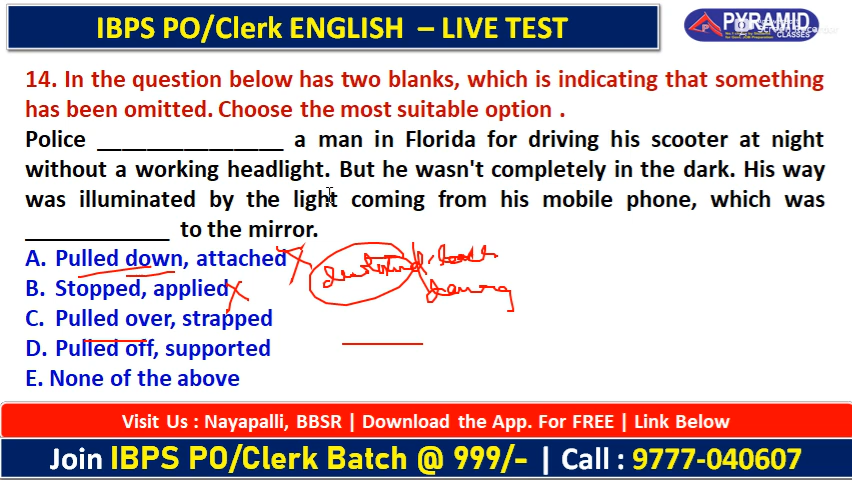 IBPS PO/Clerk ENGLISH – LIVE TEST
PYRAMID
CLASSES
14. In the question below has two blanks, which is indicating that something
has been omitted. Choose the most suitable option .
Police ________________ a man in Florida for driving his scooter at night
without a working headlight. But he wasn't completely in the dark. His way
was illuminated by the light coming from his mobile phone, which was
_____________ to the mirror.
A. Pulled down, attached
B. Stopped, applied
C. Pulled over, strapped
D. Pulled off, supported
E. None of the above
Visit Us : Nayapalli, BBSR | Download the App. For FREE | Link Below
Join IBPS PO/Clerk Batch @ 999/- | Call : 9777-040607